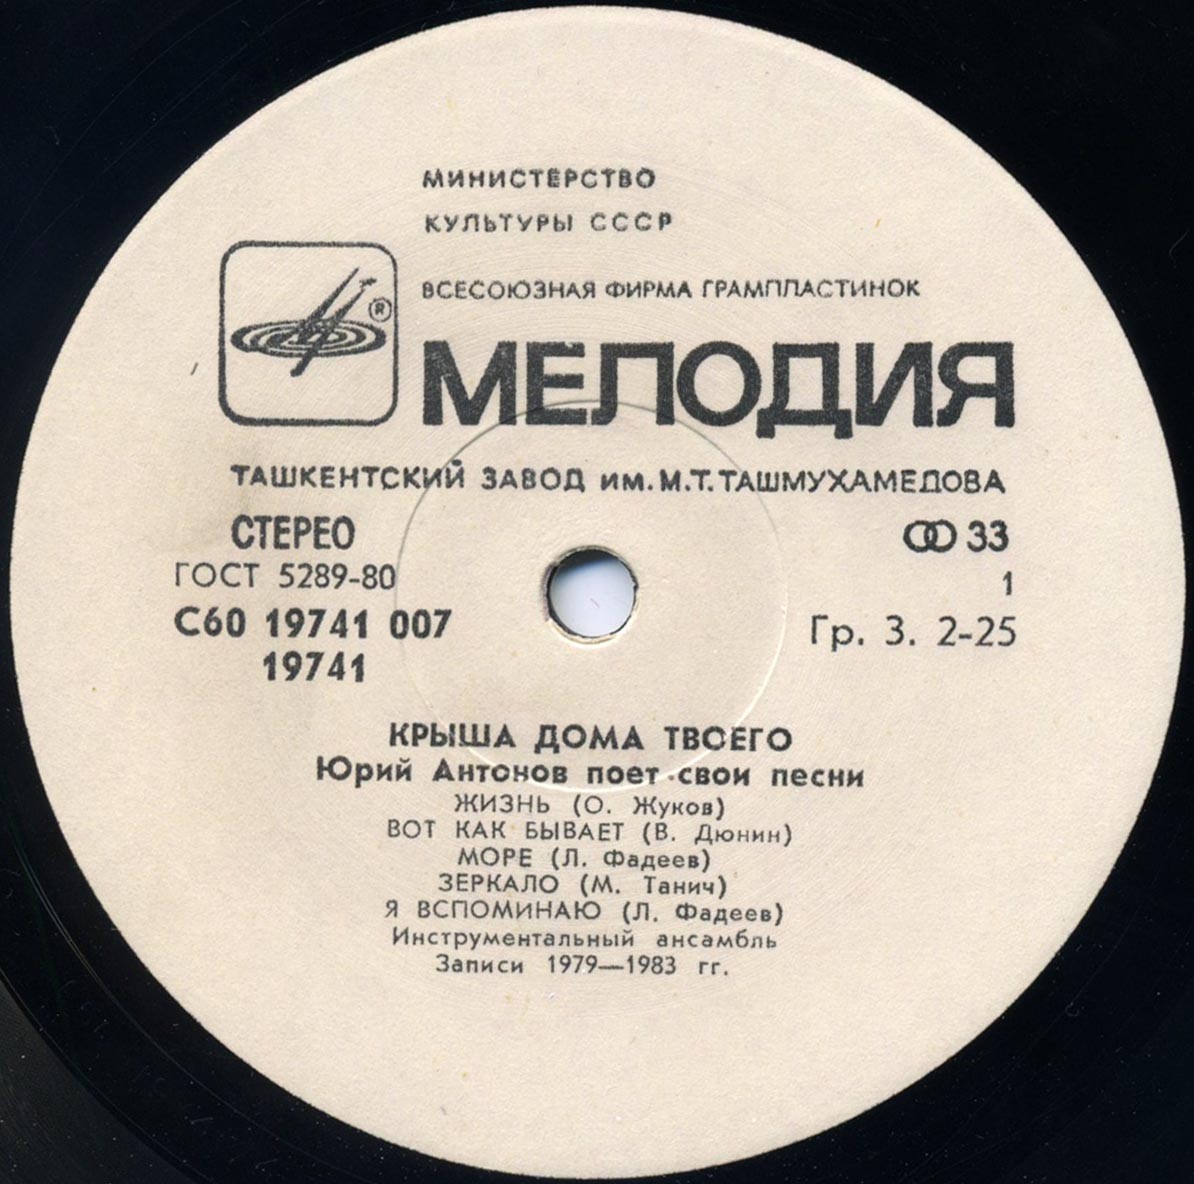 МИНИСТЕРСТВО
КУЛЬТУРЫ СССР
ВСЕСОЮЗНАЯ ФИРМА ГРАМПЛАСТИНОК
®
МЕЛОДИЯ
ТАШКЕНТСКИЙ ЗАВОД ИМ. М.Т. ТАШМУХАМЕДОВА
СТЕРЕО
33
ГОСТ 5289-80
1
С60 19741 007
Гр. 3. 2-25
19741
КРЫША ДОМА ТВОЕГО
Юрий Антонов поет свои песни
ЖИЗНЬ (О. Жуков)
ВОТ КАК БЫВАЕТ (В. Дюнин)
МОРЕ (Л. Фадеев)
ЗЕРКАЛО (М. Танич)
Я ВСПОМИНАЮ (Л. Фадеев)
Инструментальный ансамбль
Записи 1979—1983 гг.